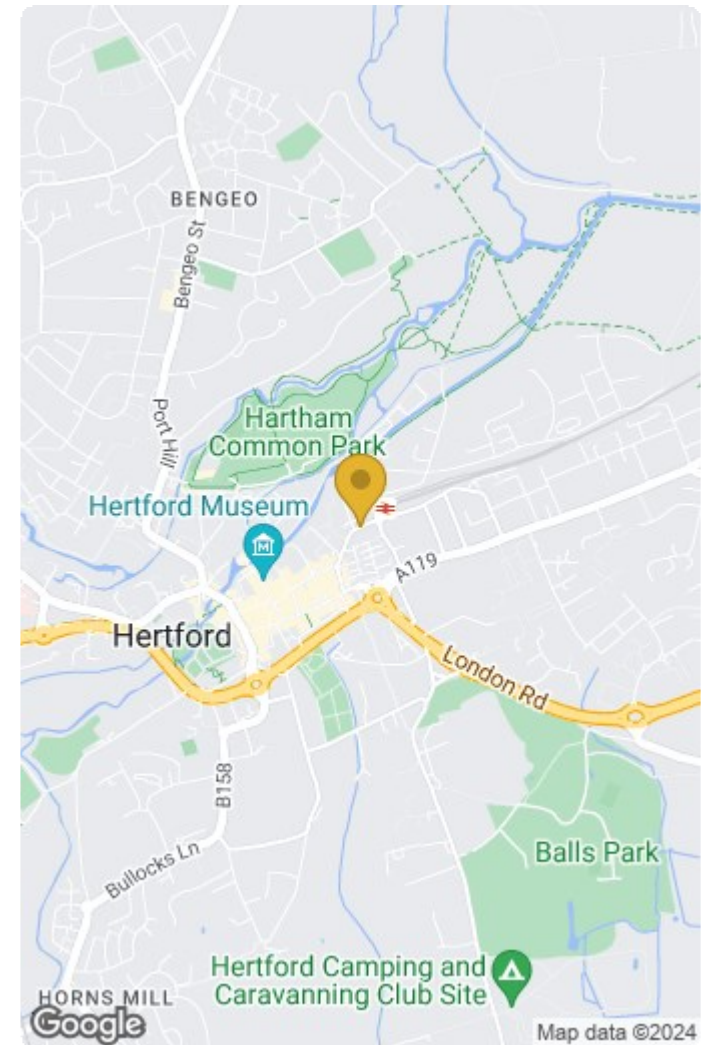 BENGEO
Bengeo St
Port Hill
Hartham
Common Park
Hertford Museum
M
A119
Hertford
London Rd
B158
Bullocks Ln
Balls Park
Hertford Camping and
Caravanning Club Site
HORNS MILL
Google
Map data ©2024